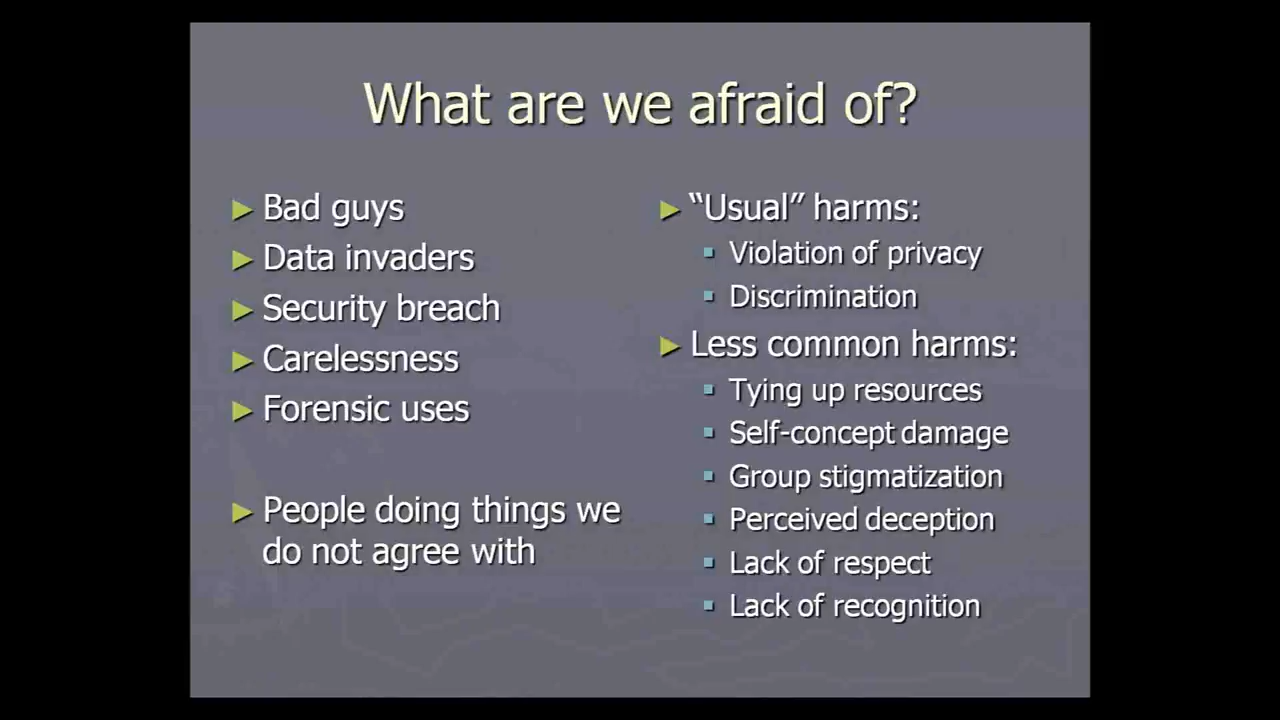 What are we afraid of?
► Bad guys
► Data invaders
► Security breach
► Carelessness
► Forensic uses
► People doing things we
do not agree with
► “Usual” harms:
▪ Violation of privacy
▪ Discrimination
► Less common harms:
▪ Tying up resources
▪ Self-concept damage
▪ Group stigmatization
▪ Perceived deception
▪ Lack of respect
▪ Lack of recognition